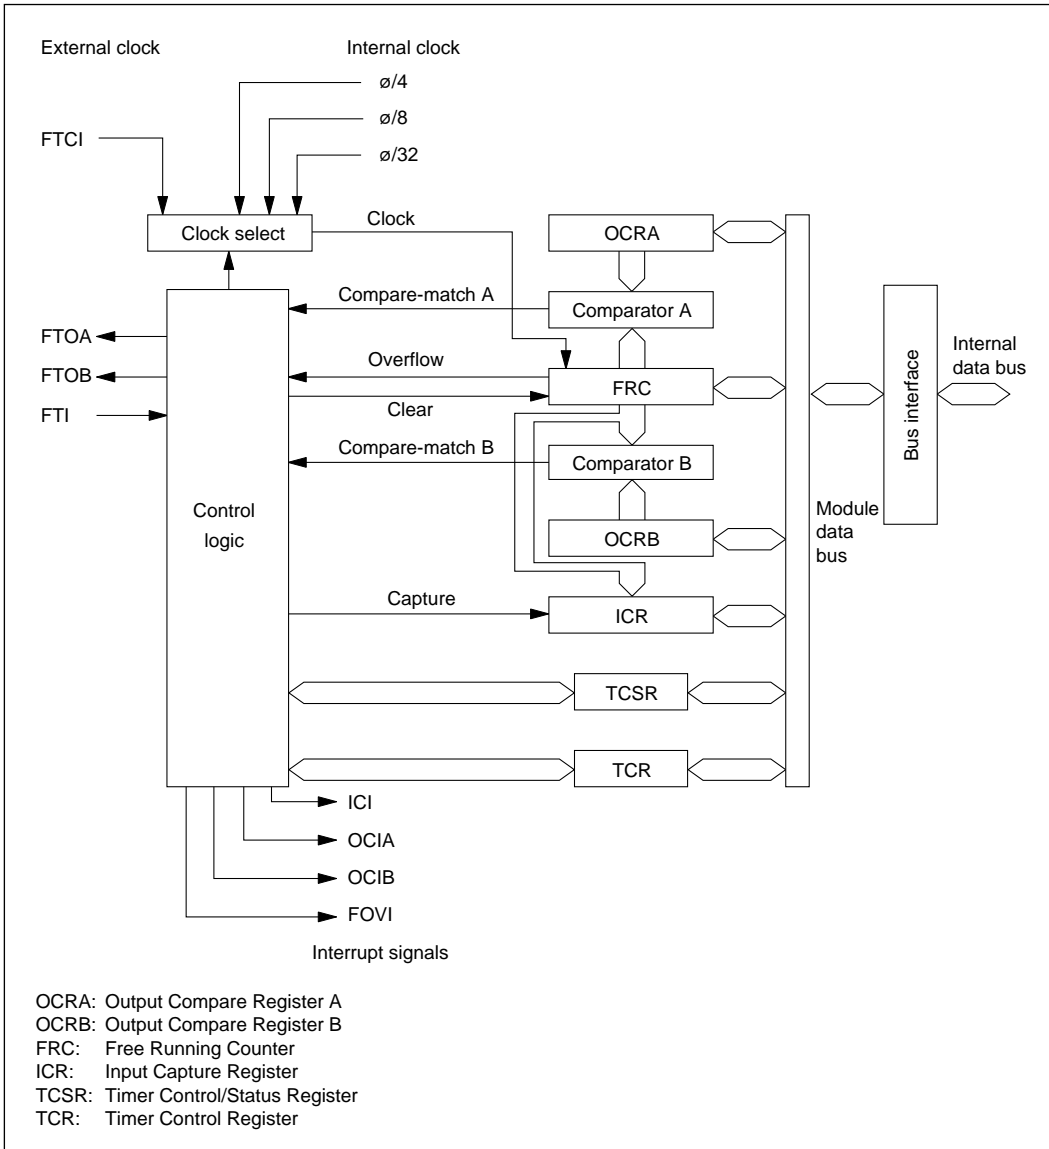 External clock
Internal clock
ø/4
ø/8
FTCI
ø/32
Clock select
Clock
OCRA
Compare-match A
Comparator A
FTOA
FTOB
FTI
Overflow
FRC
Clear
Compare-match B
Comparator B
Control
logic
OCRB
Capture
ICR
TCSR
TCR
Module
data
bus
Bus interface
Internal
data bus
ICI
OCIA
OCIB
FOVI
Interrupt signals
OCRA: Output Compare Register A
OCRB: Output Compare Register B
FRC: Free Running Counter
ICR: Input Capture Register
TCSR: Timer Control/Status Register
TCR: Timer Control Register